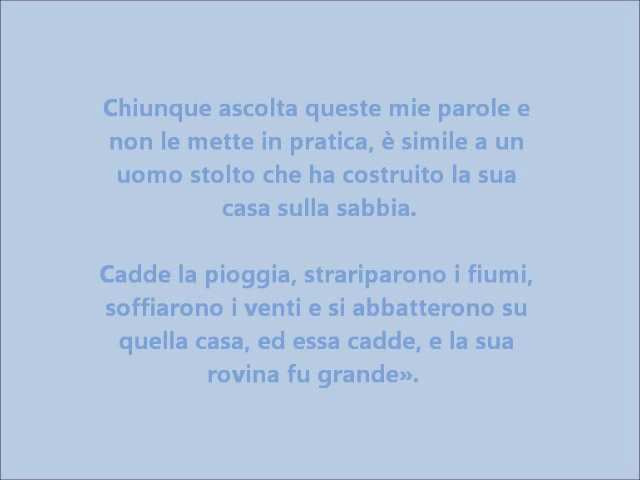 Chiunque ascolta queste mie parole e
non le mette in pratica, è simile a un
uomo stolto che ha costruito la sua
casa sulla sabbia.
Cadde la pioggia, strariparono i fiumi,
soffiarono i venti e si abbatterono su
quella casa, ed essa cadde, e la sua
rovina fu grande».